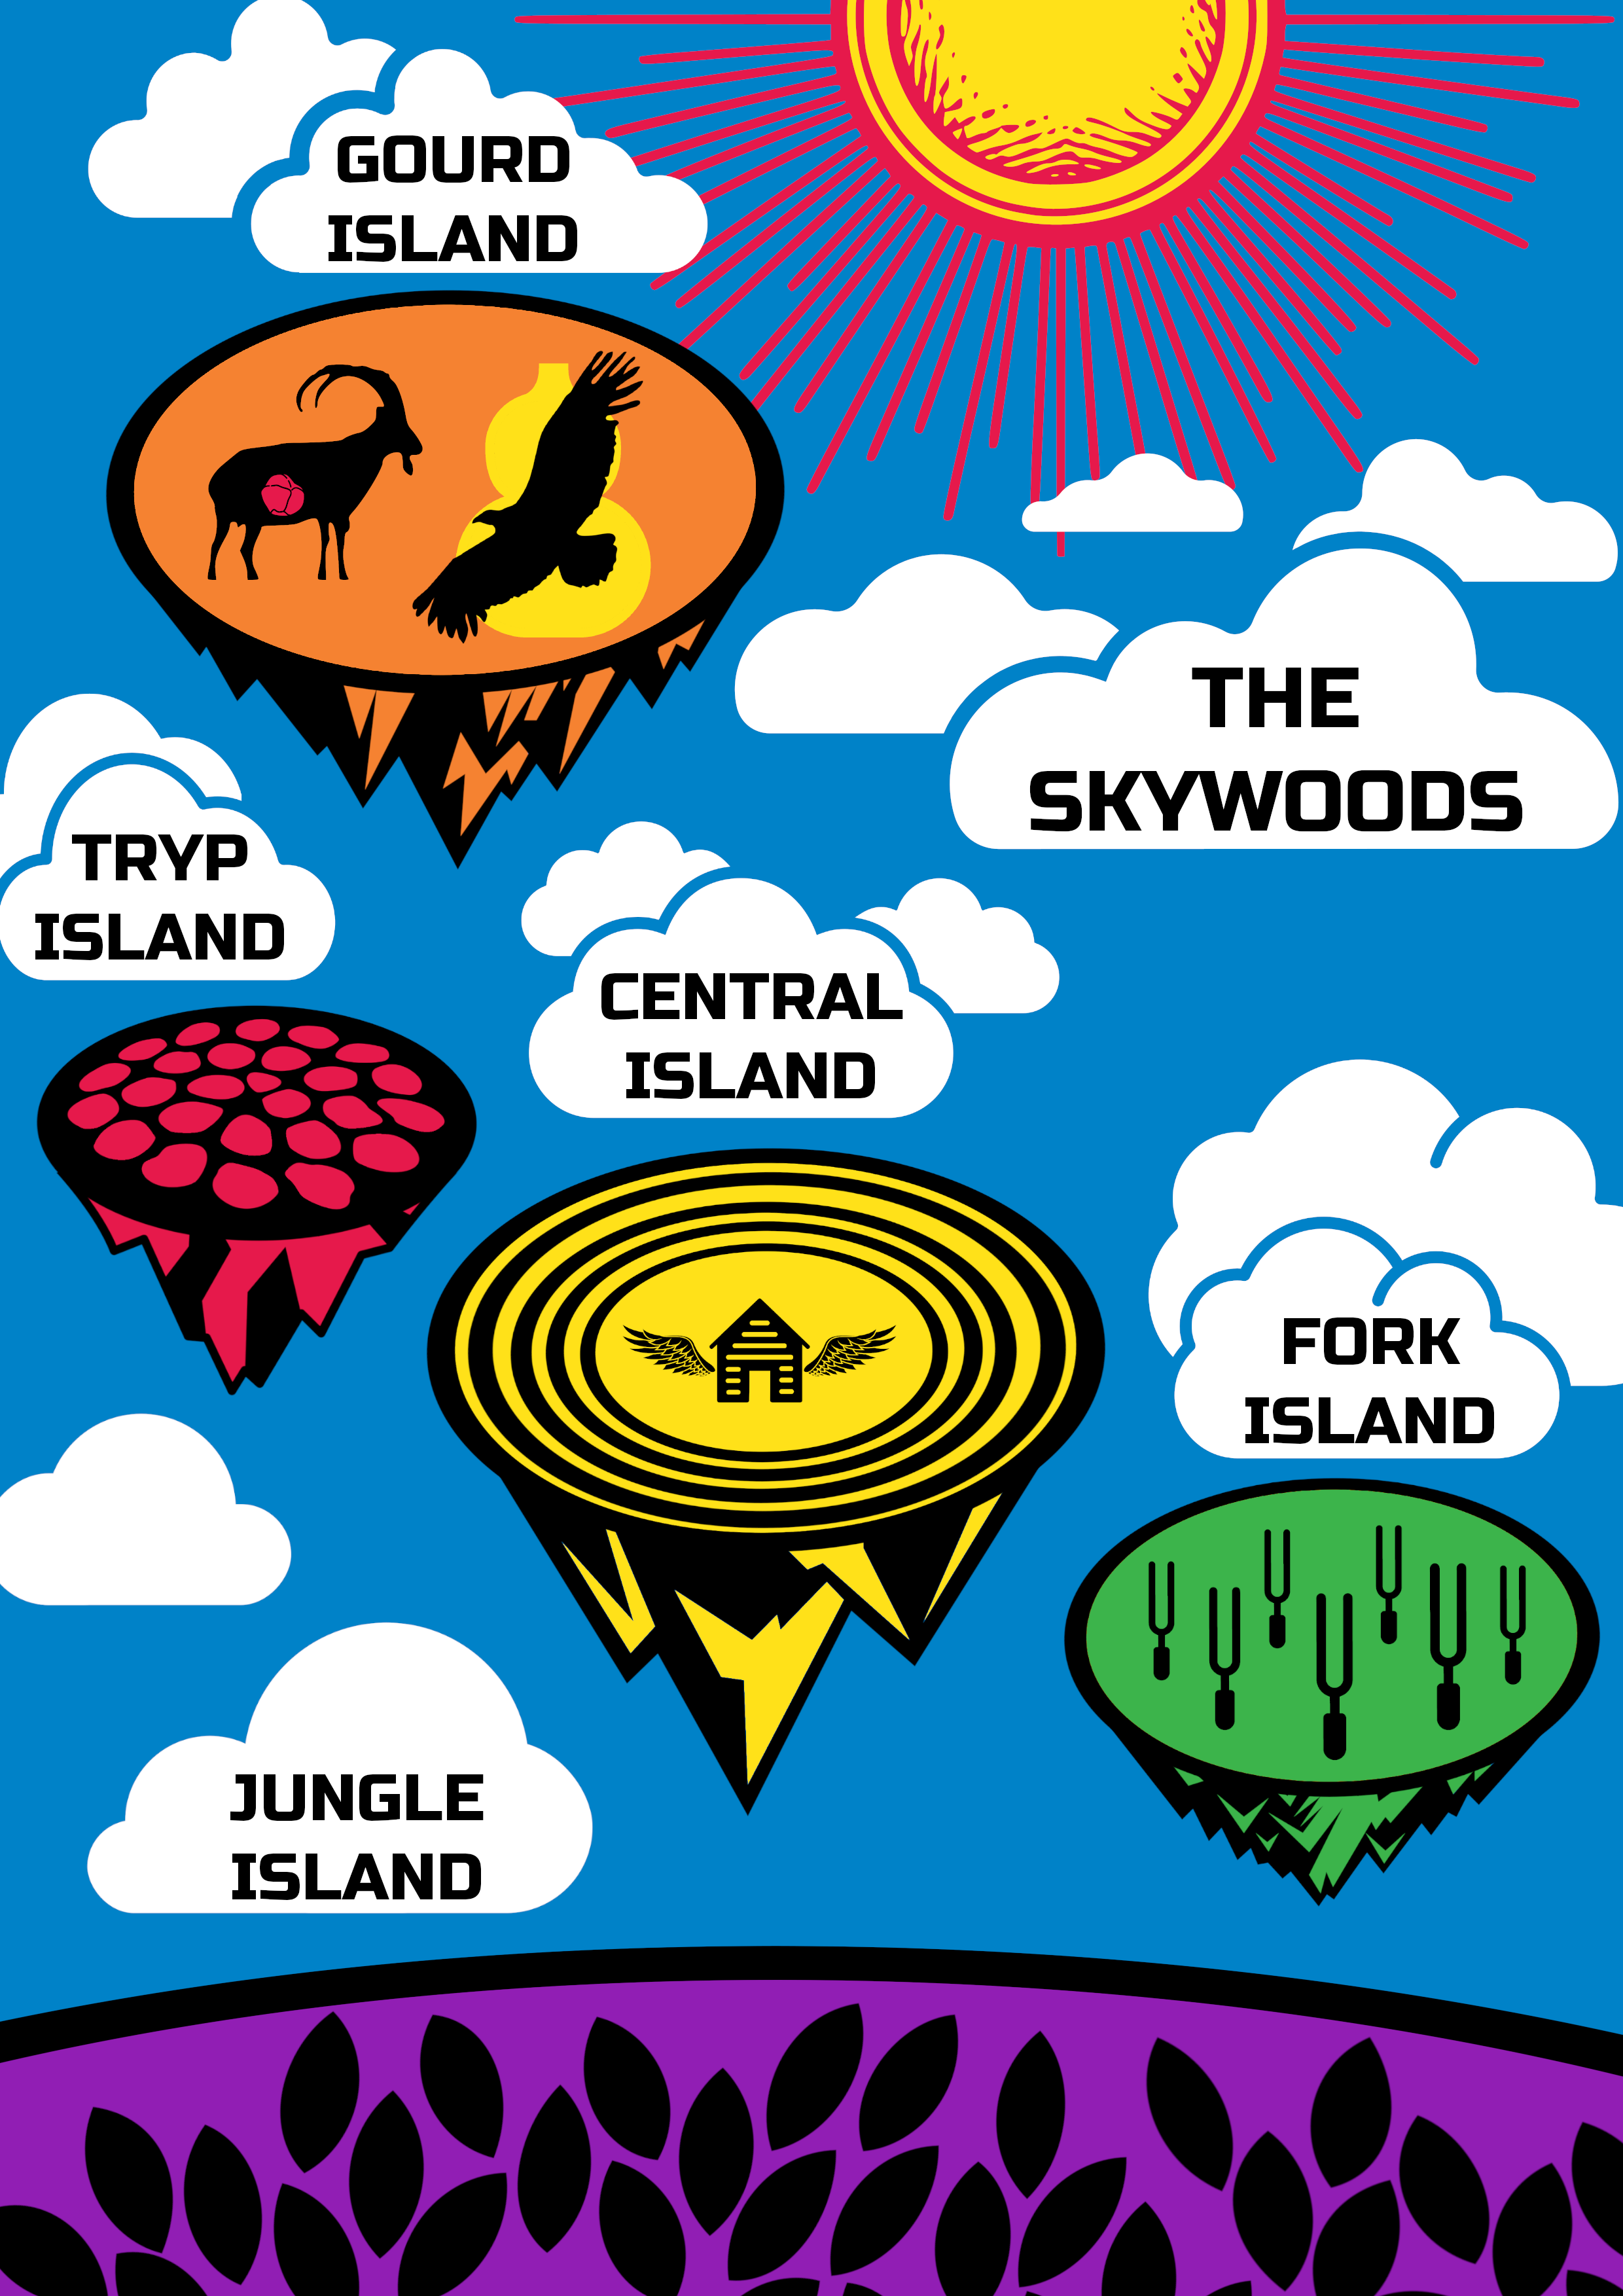 GOURD
ISLAND
THE
SKYWOODS
TRYP
ISLAND
CENTRAL
ISLAND
FORK
ISLAND
JUNGLE
ISLAND